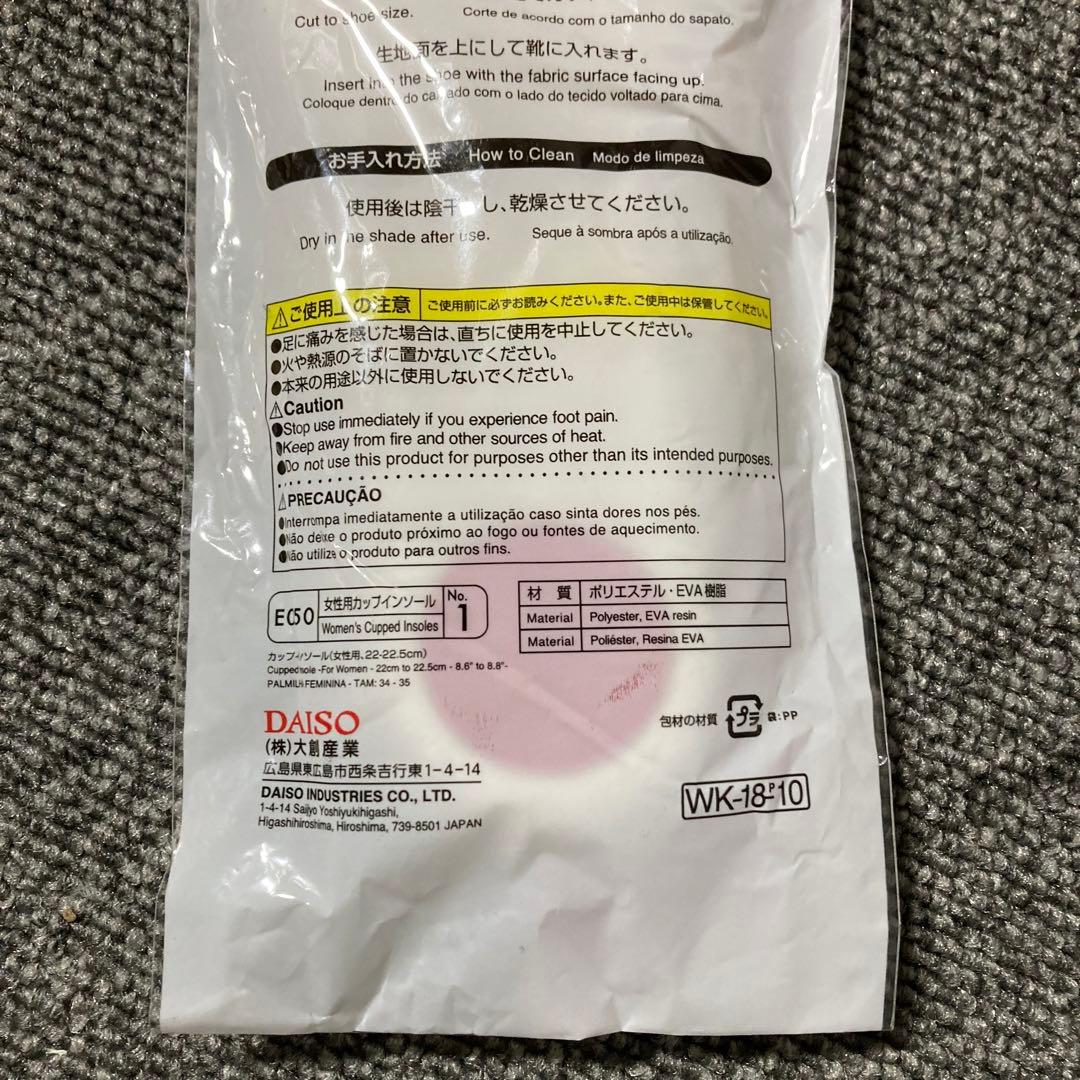 Cut to shoe size. Corte de acordo com o tamanho do sapato.
生地面を上にして靴に入れます。
Insert into the shoe with the fabric surface facing up.
Coloque dentro do calçado com o lado do tecido voltado para cima.
お手入れ方法 How to Clean Modo de limpeza
使用後は陰干しし、乾燥させてください。
Dry in the shade after use. Seque à sombra após a utilização.
⚠ご使用上の注意 ご使用前に必ずお読みください。また、ご使用中は保管してください。
●足に痛みを感じた場合は、直ちに使用を中止してください。
●火や熱源のそばに置かないでください。
●本来の用途以外に使用しないでください。
⚠Caution
●Stop use immediately if you experience foot pain.
●Keep away from fire and other sources of heat.
●Do not use this product for purposes other than its intended purposes.
⚠PRECAUÇÃO
●Interrompa imediatamente a utilização caso sinta dores nos pés.
●Não deixe o produto próximo ao fogo ou fontes de aquecimento.
●Não utilize o produto para outros fins.
EC50 女性用カップインソール No. 1
Women's Cupped Insoles
材質 ポリエステル・EVA樹脂
Material Polyester, EVA resin
Material Poliéster, Resina EVA
カップインソール(女性用、22-22.5cm)
Cupped Insole -For Women - 22cm to 22.5cm - 8.6" to 8.8"-
PALMILHA FEMININA - TAM: 34 - 35
包材の材質 プラ 袋:PP
DAISO
(株)大創産業
広島県東広島市西条吉行東1-4-14
DAISO INDUSTRIES CO., LTD.
1-4-14 Saijyo Yoshiyukihigashi,
Higashihiroshima, Hiroshima, 739-8501 JAPAN
WK-18-P10